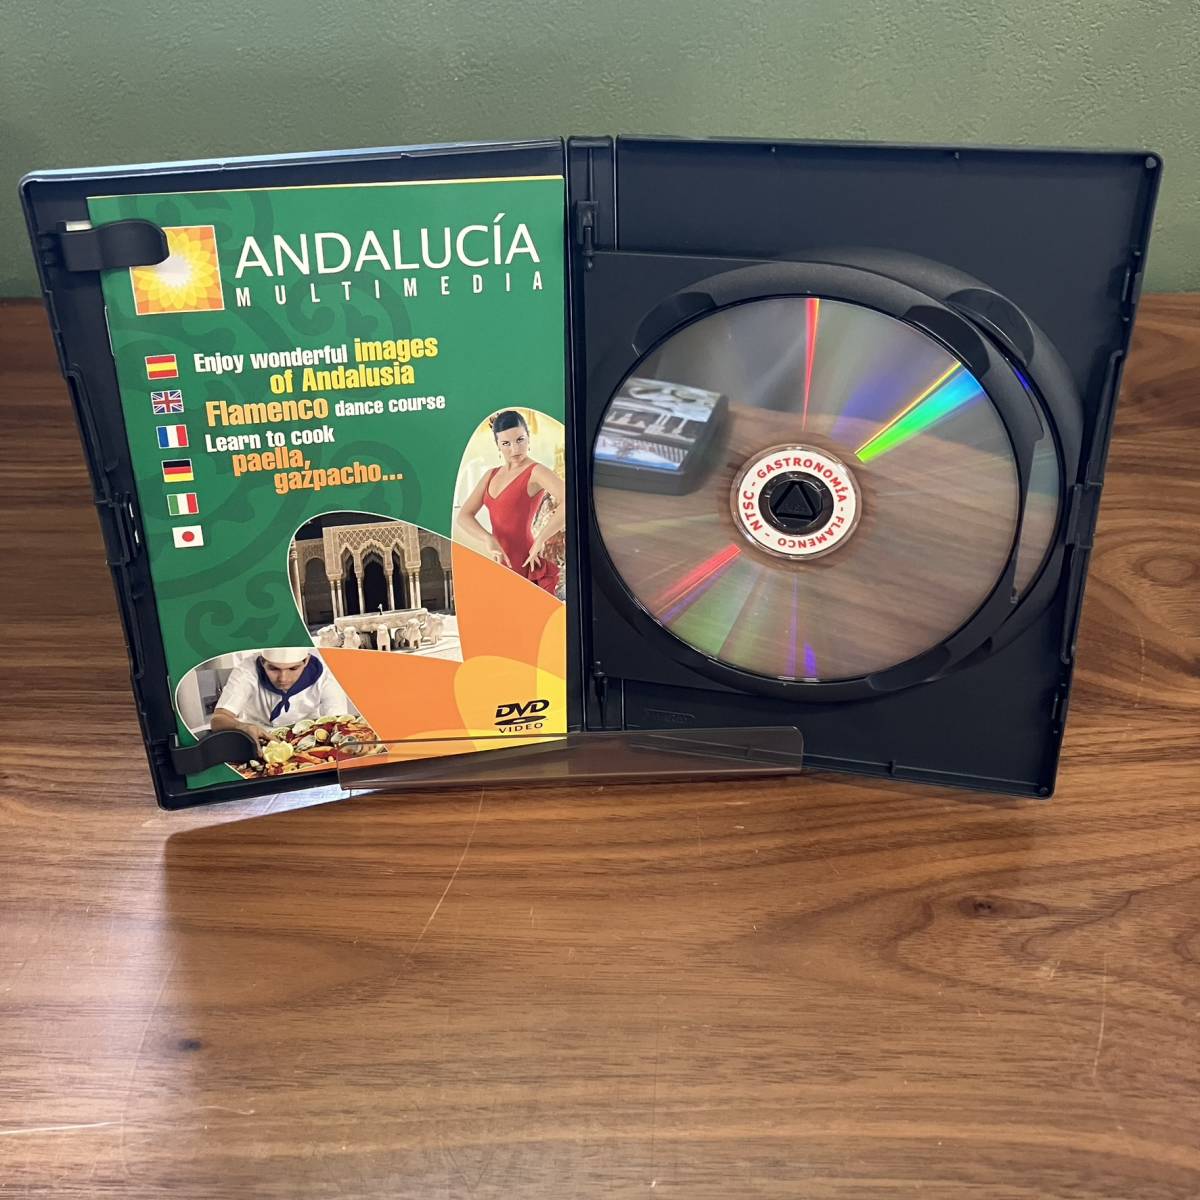 ANDALUCÍA
MULTIMEDIA
Enjoy wonderful images
of Andalusia
Flamenco dance course
Learn to cook
paella,
gazpacho...
DVD
VIDEO
NTSC - GASTRONOMÍA - FLAMENCO -